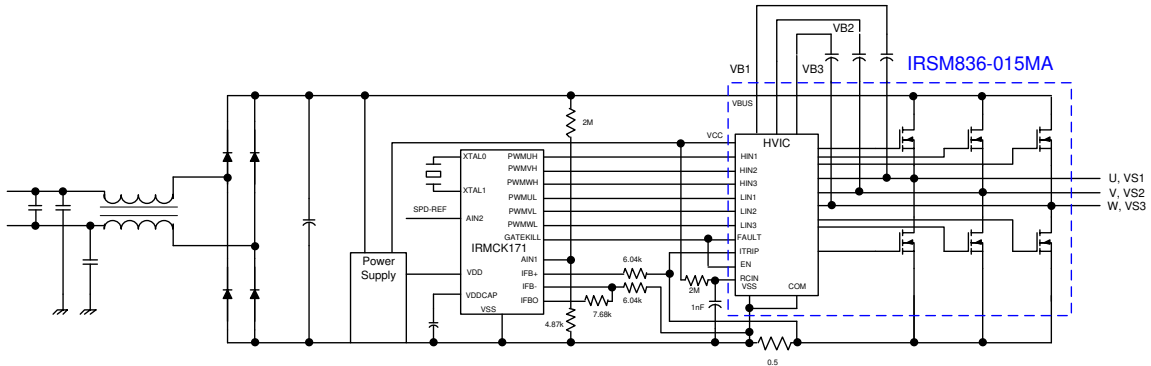 VB2
VB1
VB3
IRSM836-015MA
VBUS
2M
VCC
HVIC
XTAL0
XTAL1
SPD-REF
AIN2
IRMCK171
VDD
VDDCAP
VSS
PWMUH
PWMVH
PWMWH
PWMUL
PWMVL
PWMWL
GATEKILL
AIN1
IFB+
IFB-
IFBO
HIN1
HIN2
HIN3
LIN1
LIN2
LIN3
FAULT
ITRIP
EN
RCIN
VSS
COM
U, VS1
V, VS2
W, VS3
Power
Supply
6.04k
6.04k
7.68k
4.87k
2M
1nF
0.5